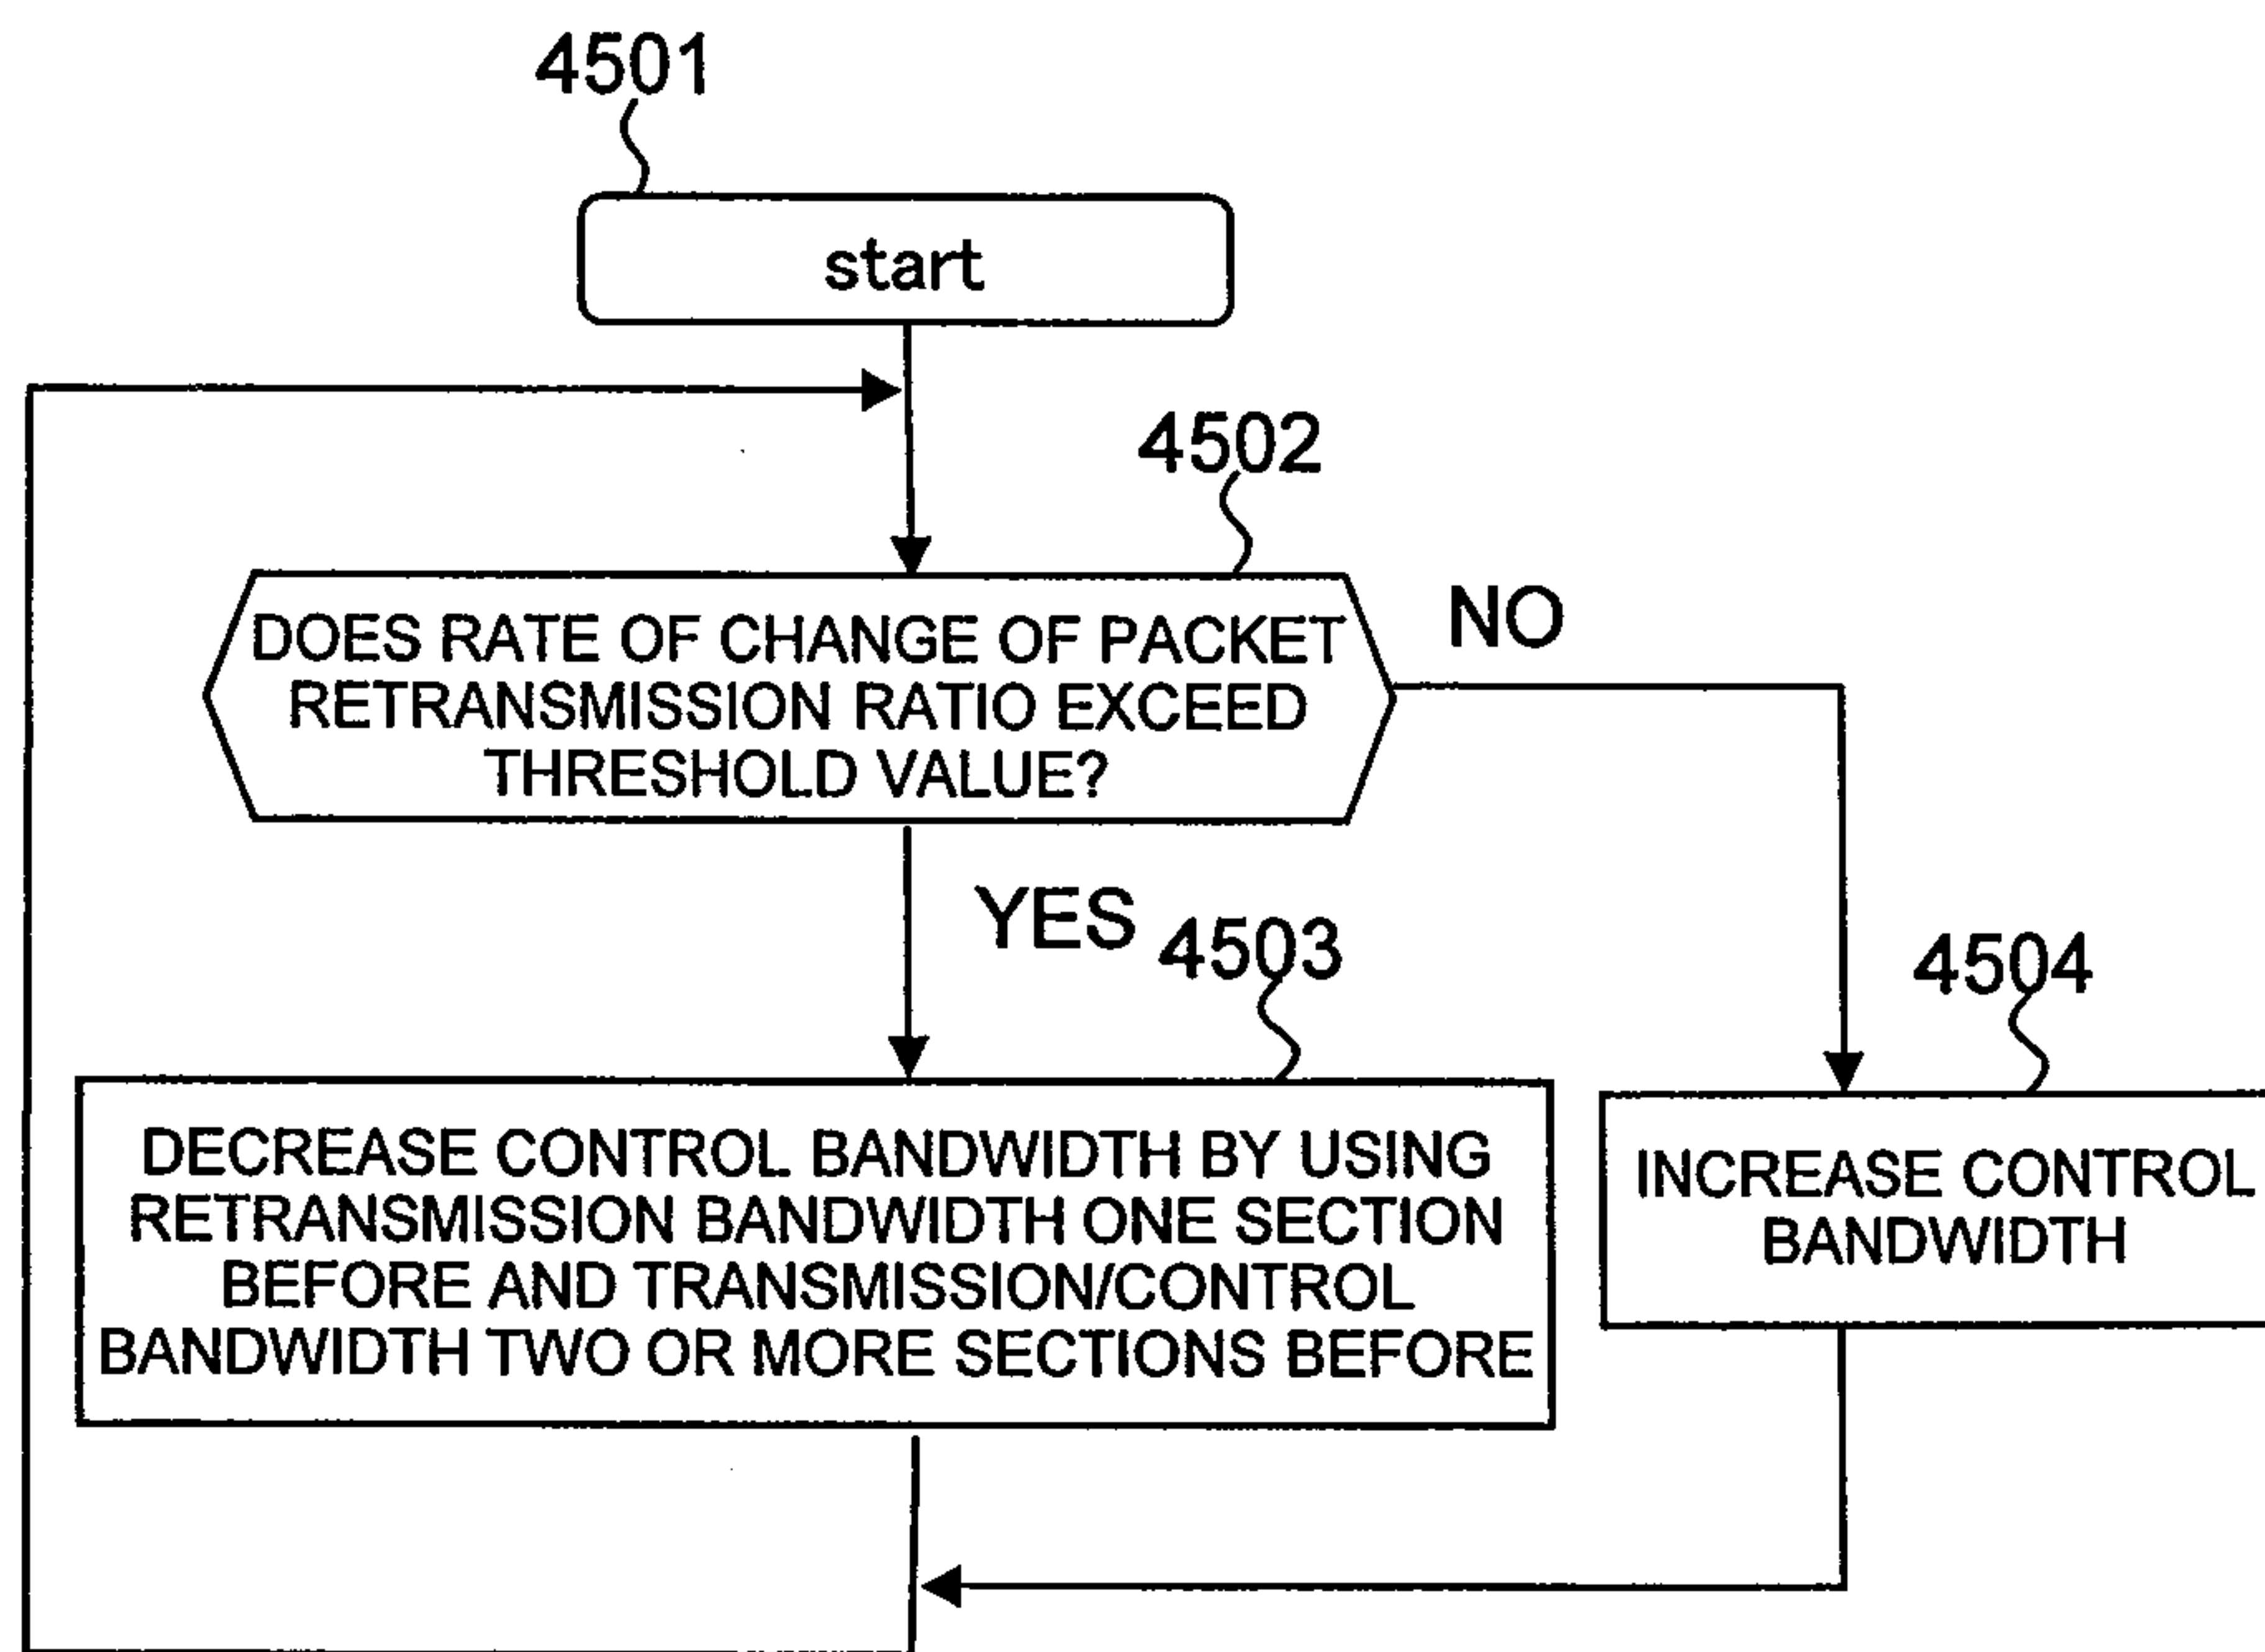 4501
start
4502
DOES RATE OF CHANGE OF PACKET
RETRANSMISSION RATIO EXCEED
THRESHOLD VALUE?
NO
YES
4503
4504
DECREASE CONTROL BANDWIDTH BY USING
RETRANSMISSION BANDWIDTH ONE SECTION
BEFORE AND TRANSMISSION/CONTROL
BANDWIDTH TWO OR MORE SECTIONS BEFORE
INCREASE CONTROL
BANDWIDTH